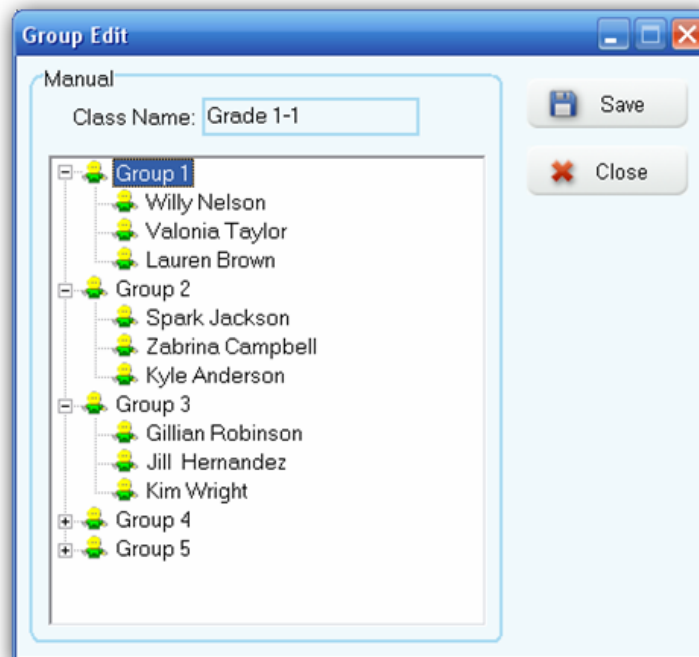 Group Edit
Manual
Class Name: Grade 1-1
Save
Close
Group 1
Willy Nelson
Valonia Taylor
Lauren Brown
Group 2
Spark Jackson
Zabrina Campbell
Kyle Anderson
Group 3
Gillian Robinson
Jill Hernandez
Kim Wright
Group 4
Group 5